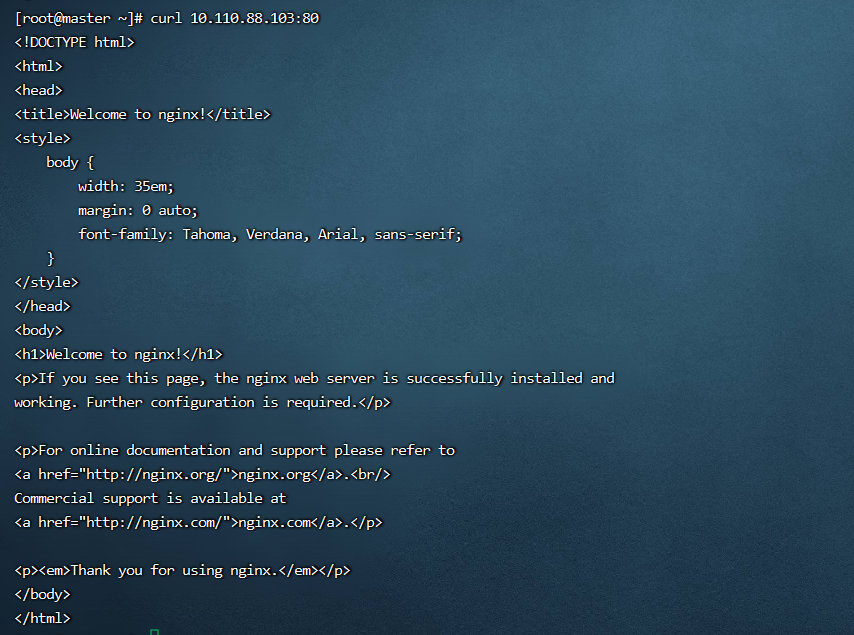 [root@master ~]# curl 10.110.88.103:80
<!DOCTYPE html>
<html>
<head>
<title>Welcome to nginx!</title>
<style>
    body {
        width: 35em;
        margin: 0 auto;
        font-family: Tahoma, Verdana, Arial, sans-serif;
    }
</style>
</head>
<body>
<h1>Welcome to nginx!</h1>
<p>If you see this page, the nginx web server is successfully installed and
working. Further configuration is required.</p>

<p>For online documentation and support please refer to
<a href="http://nginx.org/">nginx.org</a>.<br/>
Commercial support is available at
<a href="http://nginx.com/">nginx.com</a>.</p>

<p><em>Thank you for using nginx.</em></p>
</body>
</html>